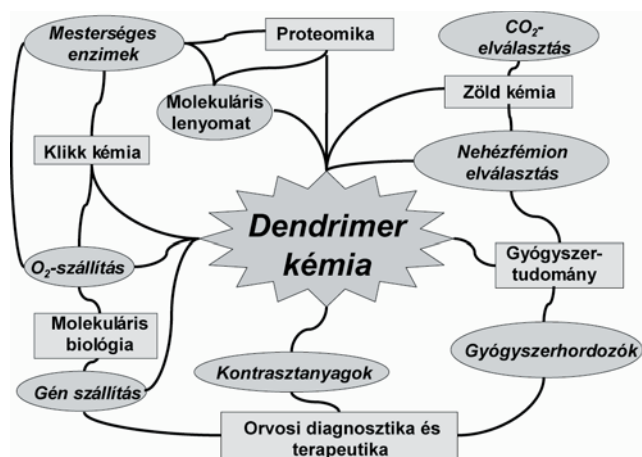 Mesterséges
enzimek
Proteomika
CO₂-
elválasztás
Molekuláris
lenyomat
Zöld kémia
Klikk kémia
Nehézfémion
elválasztás
Dendrimer
kémia
O₂-szállítás
Gyógyszer-
tudomány
Molekuláris
biológia
Gén szállítás
Kontrasztanyagok
Gyógyszerhordozók
Orvosi diagnosztika és
terapeutika